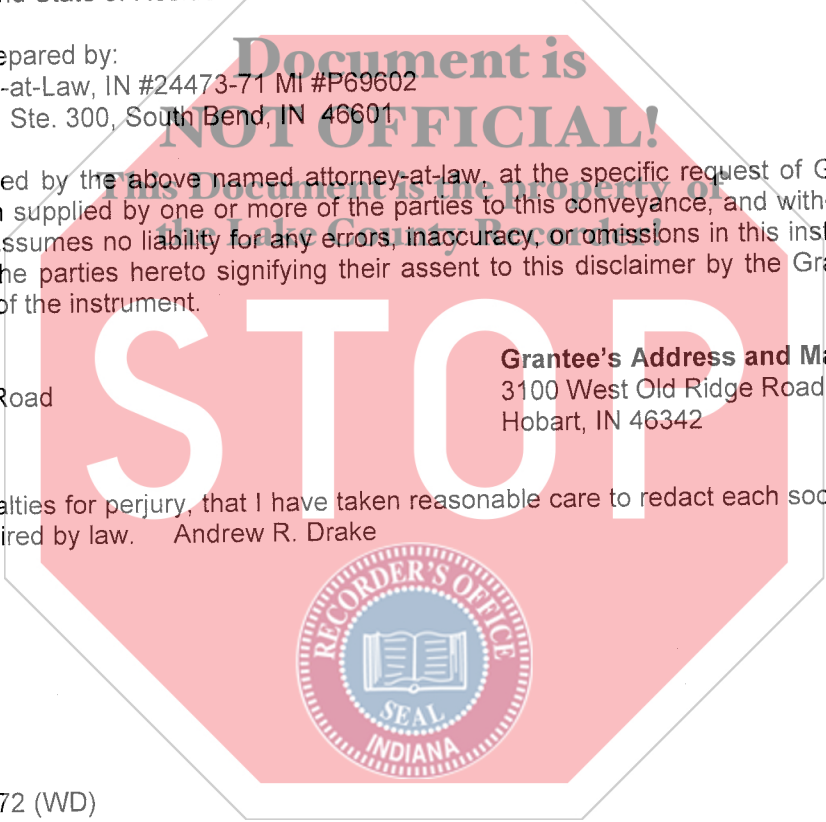 epared by:
Document is
-at-Law, IN #24473-71 MI #P69602
Ste. 300, South Bend, IN 46601
NOT OFFICIAL!
ed by the above named attorney-at-law, at the specific request of G
This Document is the property of
supplied by one or more of the parties to this conveyance, and with
the Lake County Recorder!
ssumes no liability for any errors, inaccuracy, or omissions in this inst
he parties hereto signifying their assent to this disclaimer by the Gra
of the instrument.
STOP
Grantee's Address and Ma
Road
3100 West Old Ridge Road
Hobart, IN 46342
alties for perjury, that I have taken reasonable care to redact each soc
ired by law. Andrew R. Drake
RECORDER'S OFFICE
SEAL
INDIANA
72 (WD)